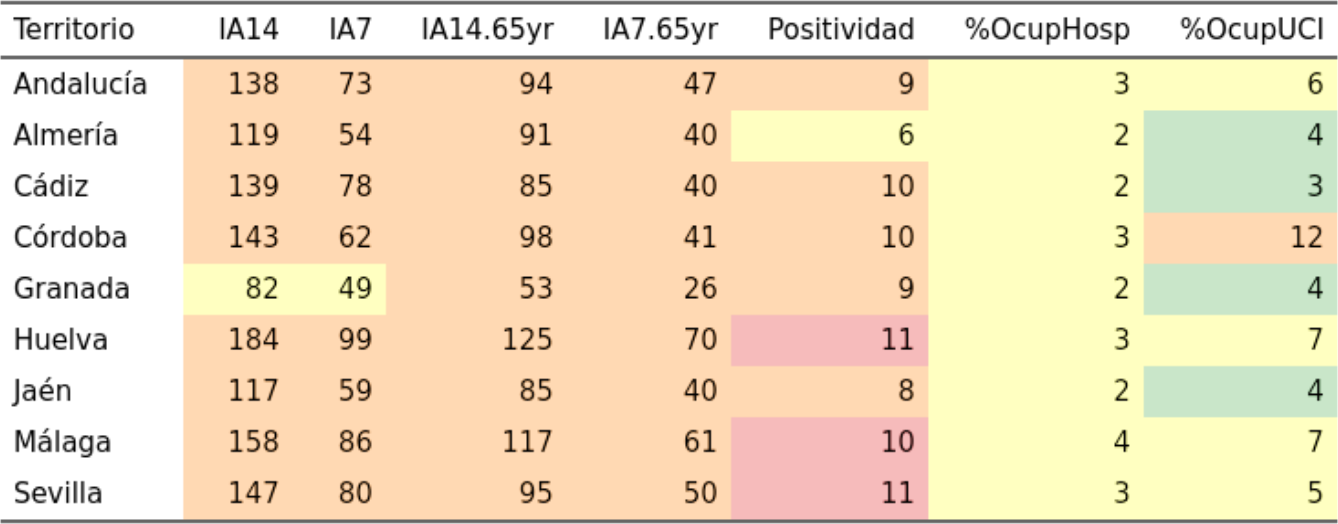 Territorio IA14 IA7 IA14.65yr IA7.65yr Positividad %OcupHosp %OcupUCI
Andalucía 138 73 94 47 9 3 6
Almería 119 54 91 40 6 2 4
Cádiz 139 78 85 40 10 2 3
Córdoba 143 62 98 41 10 3 12
Granada 82 49 53 26 9 2 4
Huelva 184 99 125 70 11 3 7
Jaén 117 59 85 40 8 2 4
Málaga 158 86 117 61 10 4 7
Sevilla 147 80 95 50 11 3 5